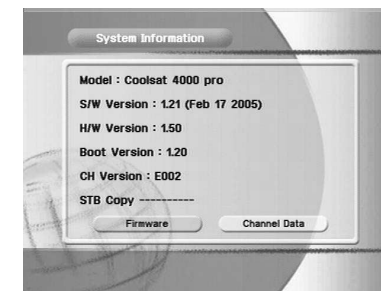 System Information
Model : Coolsat 4000 pro
S/W Version : 1.21 (Feb 17 2005)
H/W Version : 1.50
Boot Version : 1.20
CH Version : E002
STB Copy ----------
Firmware Channel Data